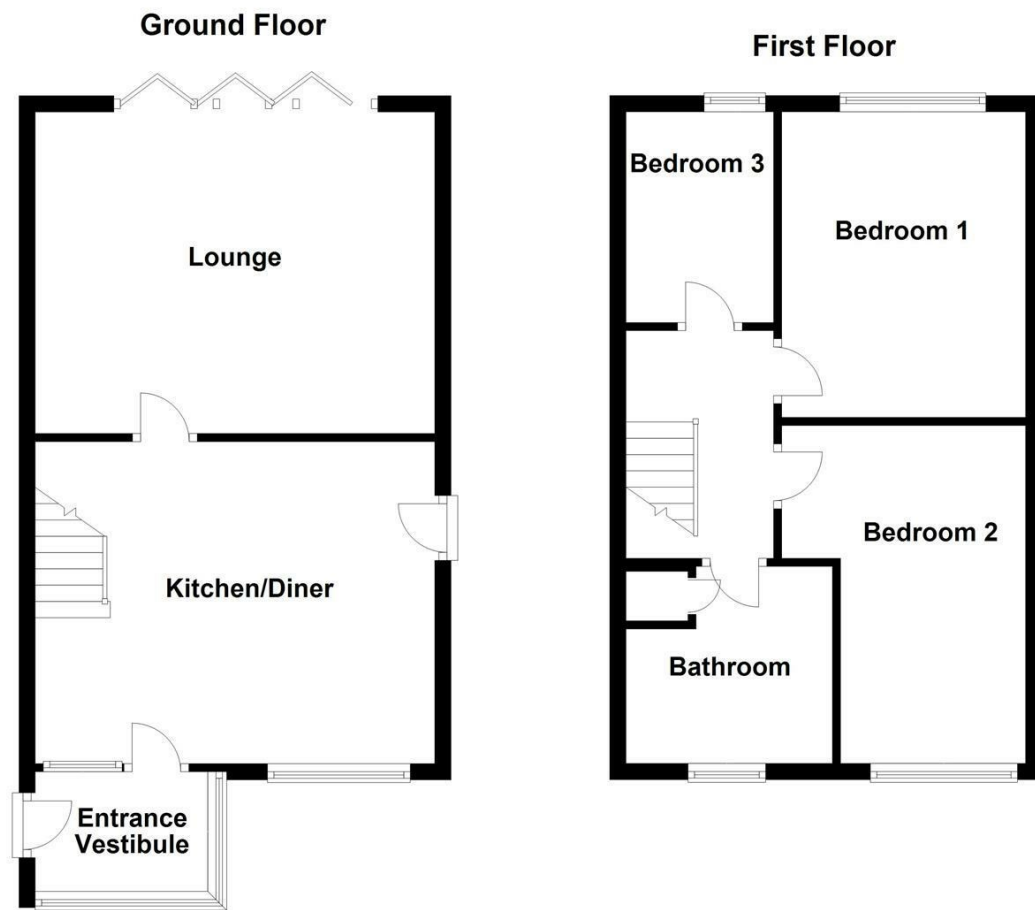 Ground Floor
Lounge
Kitchen/Diner
Entrance
Vestibule
First Floor
Bedroom 3
Bedroom 1
Bedroom 2
Bathroom